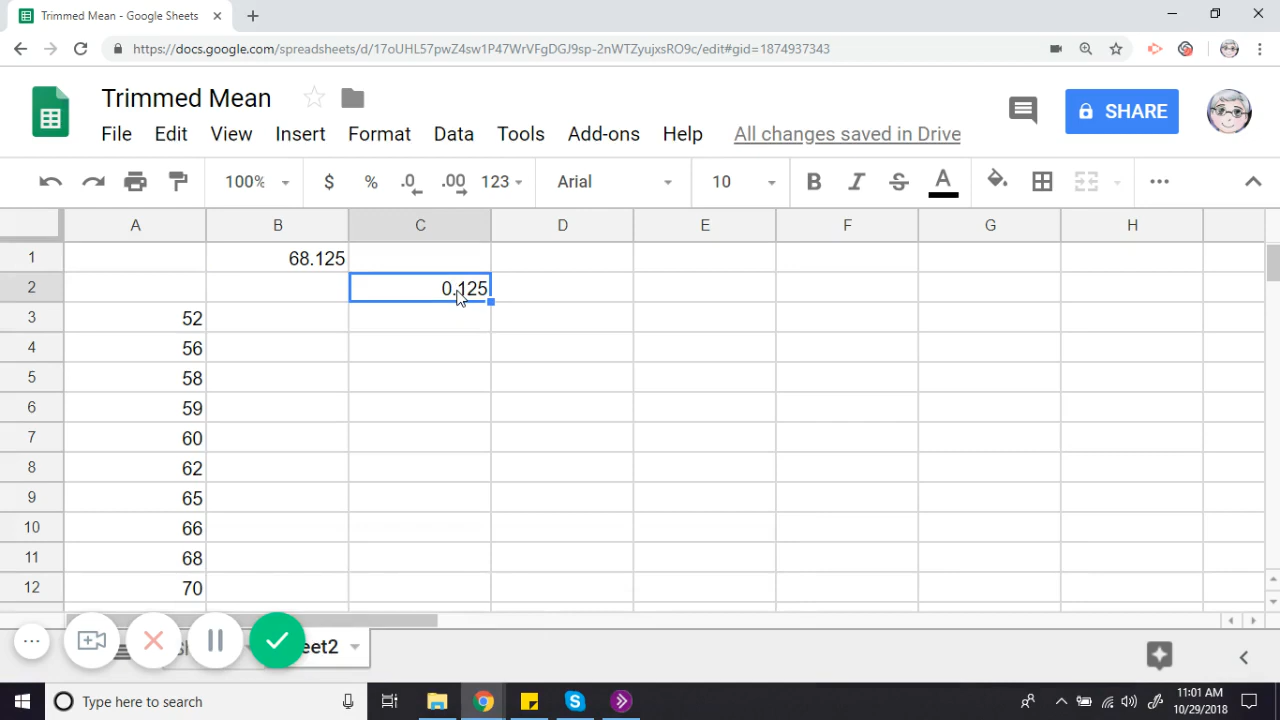 Trimmed Mean - Google Sheets
https://docs.google.com/spreadsheets/d/17oUHL57pwZ4sw1P47WrVFgDGJ9sp-2nWTZyujxsRO9c/edit#gid=1874937343
Trimmed Mean
SHARE
File Edit View Insert Format Data Tools Add-ons Help All changes saved in Drive
100% $ % .0 .00 123 Arial 10 B I S A
A B C D E F G H
1 68.125
2 0.125
3 52
4 56
5 58
6 59
7 60
8 62
9 65
10 66
11 68
12 70
eet2
Type here to search
11:01 AM
10/29/2018